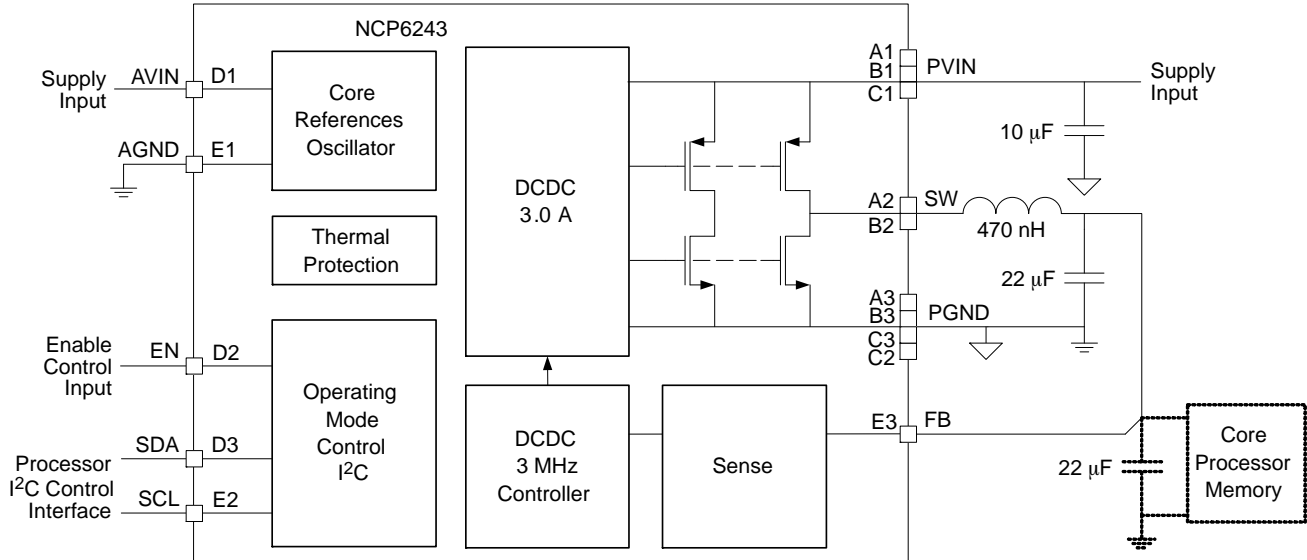 NCP6243
Supply
Input
AVIN
D1
Core
References
Oscillator
AGND
E1
Thermal
Protection
Enable
Control
Input
EN
D2
Operating
Mode
Control
I²C
Processor
I²C Control
Interface
SDA
D3
SCL
E2
DCDC
3.0 A
DCDC
3 MHz
Controller
Sense
A1
B1
C1
PVIN
Supply
Input
10 μF
A2
B2
SW
470 nH
22 μF
A3
B3
C3
C2
PGND
E3
FB
22 μF
Core
Processor
Memory